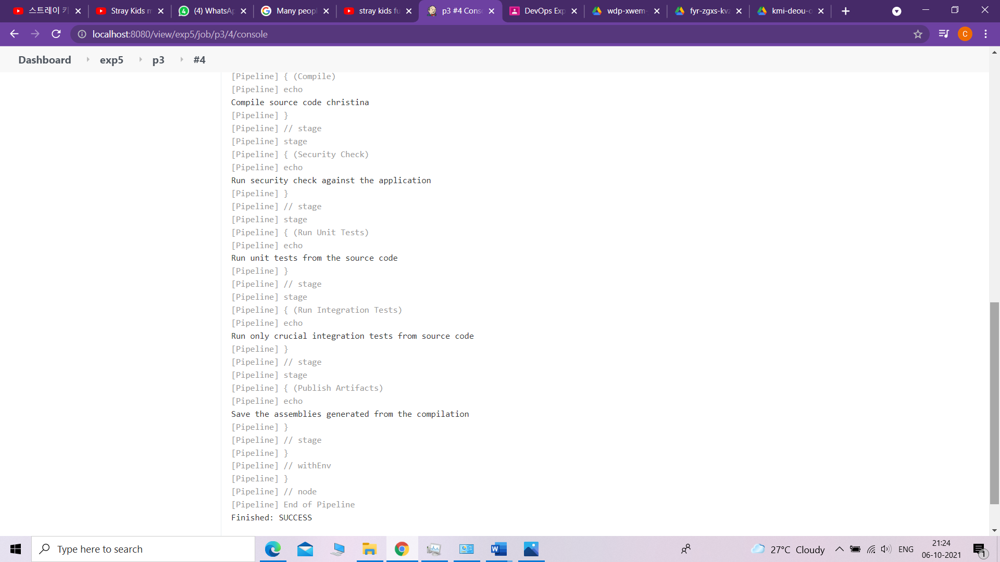 스트레이 키
Stray Kids m
(4) WhatsAp
Many peopl
stray kids fu
p3 #4 Conso
DevOps Exp
wdp-xwem-
fyr-zgxs-kvz
kmi-deou-o
localhost:8080/view/exp5/job/p3/4/console
C
Dashboard exp5 p3 #4
[Pipeline] { (Compile)
[Pipeline] echo
Compile source code christina
[Pipeline] }
[Pipeline] // stage
[Pipeline] stage
[Pipeline] { (Security Check)
[Pipeline] echo
Run security check against the application
[Pipeline] }
[Pipeline] // stage
[Pipeline] stage
[Pipeline] { (Run Unit Tests)
[Pipeline] echo
Run unit tests from the source code
[Pipeline] }
[Pipeline] // stage
[Pipeline] stage
[Pipeline] { (Run Integration Tests)
[Pipeline] echo
Run only crucial integration tests from source code
[Pipeline] }
[Pipeline] // stage
[Pipeline] stage
[Pipeline] { (Publish Artifacts)
[Pipeline] echo
Save the assemblies generated from the compilation
[Pipeline] }
[Pipeline] // stage
[Pipeline] }
[Pipeline] // withEnv
[Pipeline] }
[Pipeline] // node
[Pipeline] End of Pipeline
Finished: SUCCESS
Type here to search
27°C Cloudy
ENG
21:24
06-10-2021
1